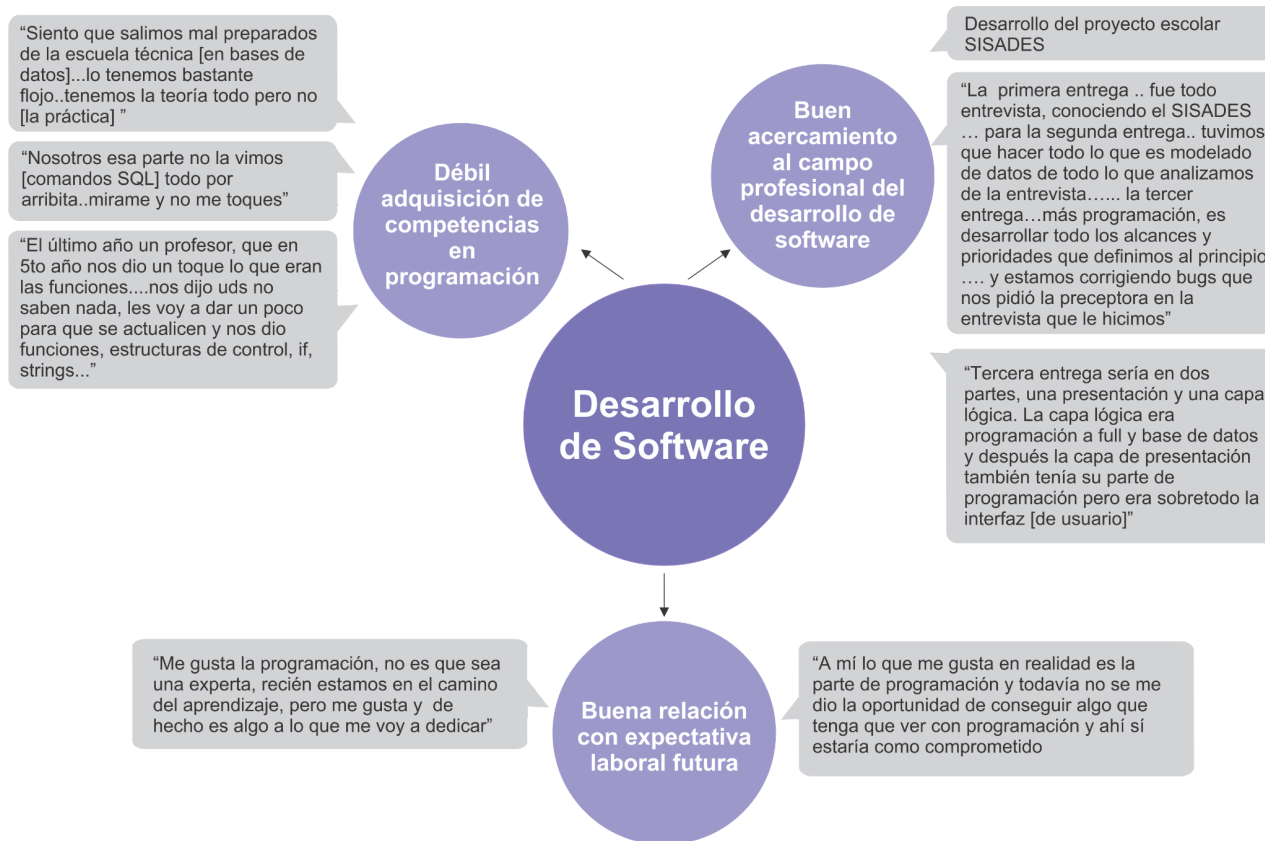 “Siento que salimos mal preparados
de la escuela técnica [en bases de
datos]...lo tenemos bastante
flojo..tenemos la teoría todo pero no
[la práctica] ”
“Nosotros esa parte no la vimos
[comandos SQL] todo por
arribita..mirame y no me toques”
“El último año un profesor, que en
5to año nos dio un toque lo que eran
las funciones....nos dijo uds no
saben nada, les voy a dar un poco
para que se actualicen y nos dio
funciones, estructuras de control, if,
strings...”
Débil
adquisición de
competencias
en
programación
Buen
acercamiento
al campo
profesional del
desarrollo de
software
Desarrollo del proyecto escolar
SISADES
“La  primera entrega .. fue todo
entrevista, conociendo el SISADES
… para la segunda entrega.. tuvimos
que hacer todo lo que es modelado
de datos de todo lo que analizamos
de la entrevista…... la tercer
entrega…más programación, es
desarrollar todo los alcances y
prioridades que definimos al principio
…. y estamos corrigiendo bugs que
nos pidió la preceptora en la
entrevista que le hicimos”
“Tercera entrega sería en dos
partes, una presentación y una capa
lógica. La capa lógica era
programación a full y base de datos
y después la capa de presentación
también tenía su parte de
programación pero era sobretodo la
interfaz [de usuario]”
Desarrollo
de Software
“Me gusta la programación, no es que sea
una experta, recién estamos en el camino
del aprendizaje, pero me gusta y  de
hecho es algo a lo que me voy a dedicar”
Buena relación
con expectativa
laboral futura
“A mí lo que me gusta en realidad es la
parte de programación y todavía no se me
dio la oportunidad de conseguir algo que
tenga que ver con programación y ahí sí
estaría como comprometido